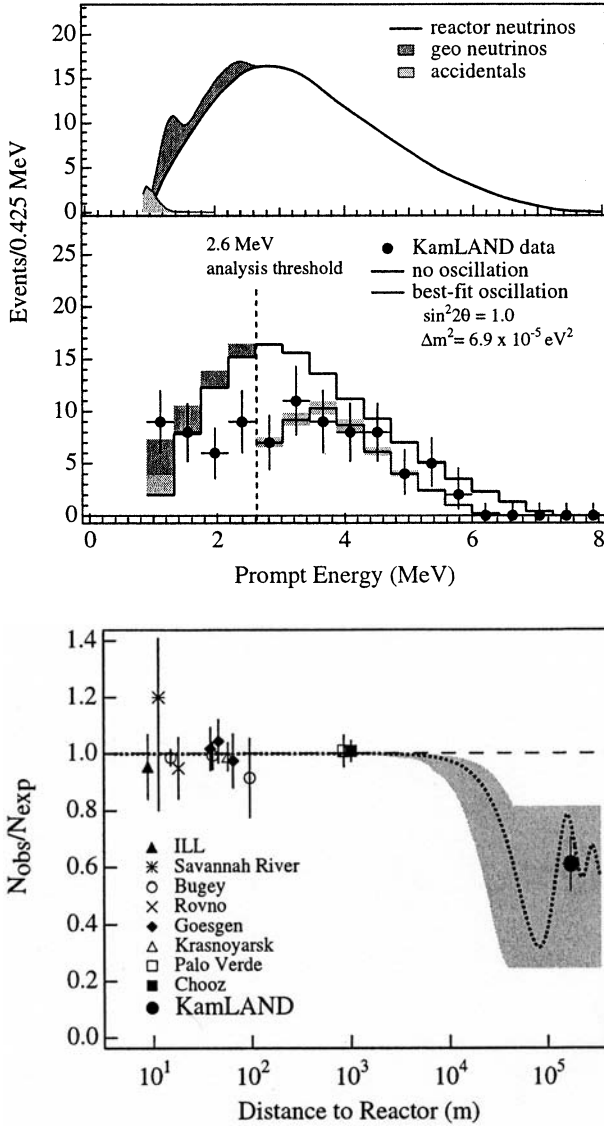 Events/0.425 MeV
25
20
15
10
5
0
reactor neutrinos
geo neutrinos
accidentals
25
20
15
10
5
0
2.6 MeV
analysis threshold
KamLAND data
no oscillation
best-fit oscillation
sin²2θ = 1.0
Δm² = 6.9 x 10⁻⁵ eV²
0 2 4 6 8
Prompt Energy (MeV)
N_obs/N_exp
1.4
1.2
1.0
0.8
0.6
0.4
0.2
0.0
ILL
Savannah River
Bugey
Rovno
Goesgen
Krasnoyarsk
Palo Verde
Chooz
KamLAND
10¹ 10² 10³ 10⁴ 10⁵
Distance to Reactor (m)